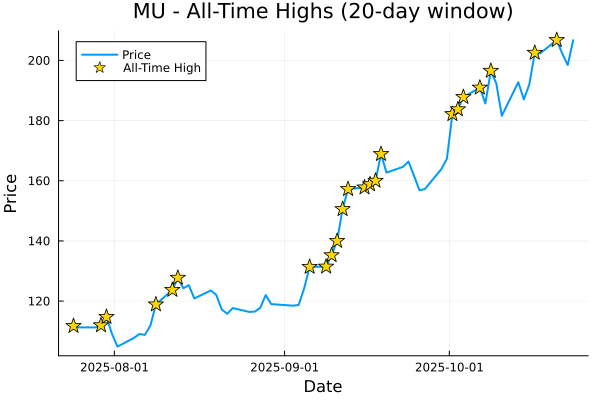 MU - All-Time Highs (20-day window)
Price
All-Time High
Price
200
180
160
140
120
2025-08-01
2025-09-01
2025-10-01
Date